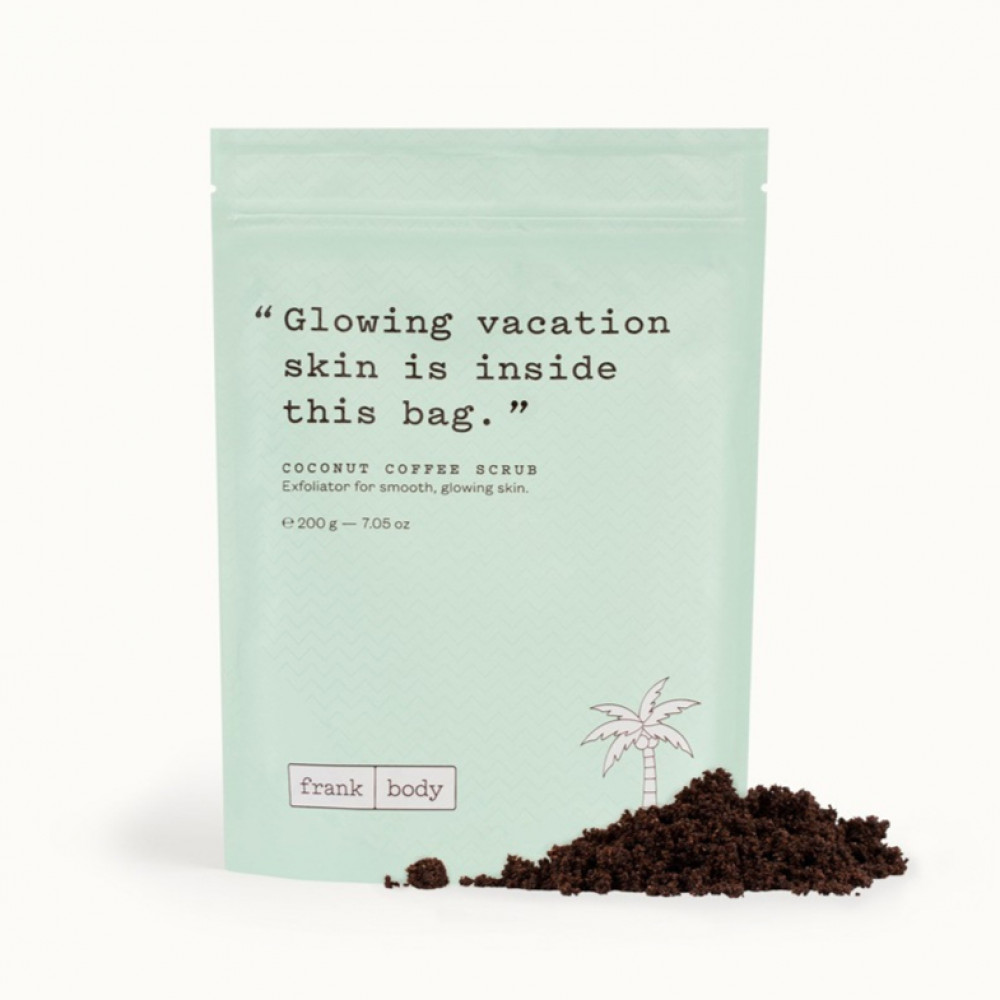 “Glowing vacation
skin is inside
this bag.”
COCONUT COFFEE SCRUB
Exfoliator for smooth, glowing skin.
℮ 200 g — 7.05 oz
frank body